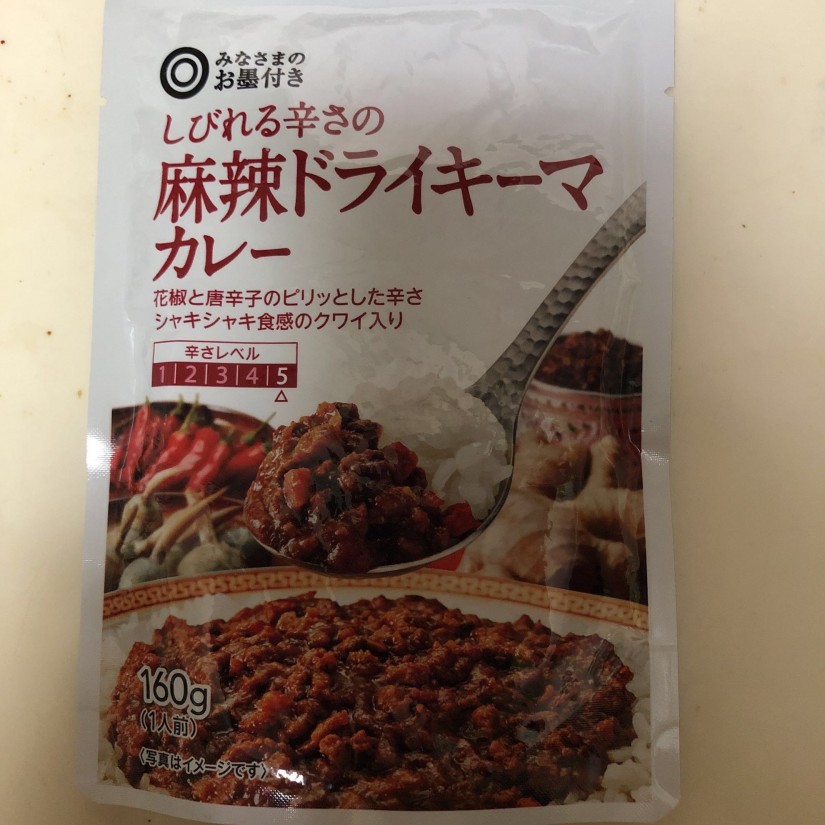 みなさまの
お墨付き
しびれる辛さの
麻辣ドライキーマ
カレー
花椒と唐辛子のピリッとした辛さ
シャキシャキ食感のクワイ入り
辛さレベル
1 2 3 4 5
160g
(1人前)
〈写真はイメージです〉